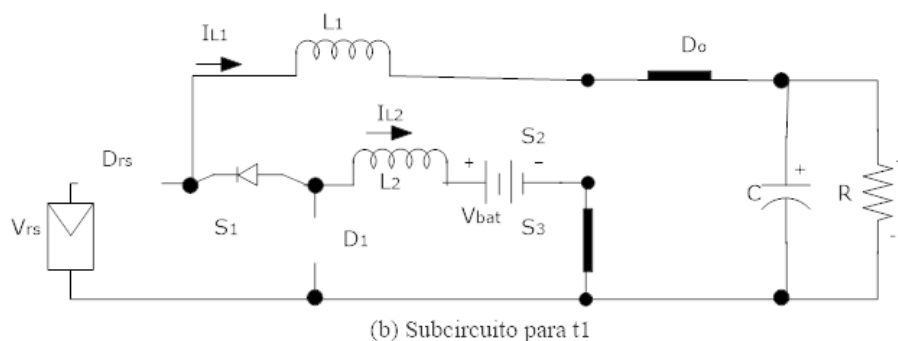 IL1
L1
Do
IL2
S2
Drs
+
-
+
+
L2
C
R
Vrs
S1
D1
Vbat
S3
-
(b) Subcircuito para t1